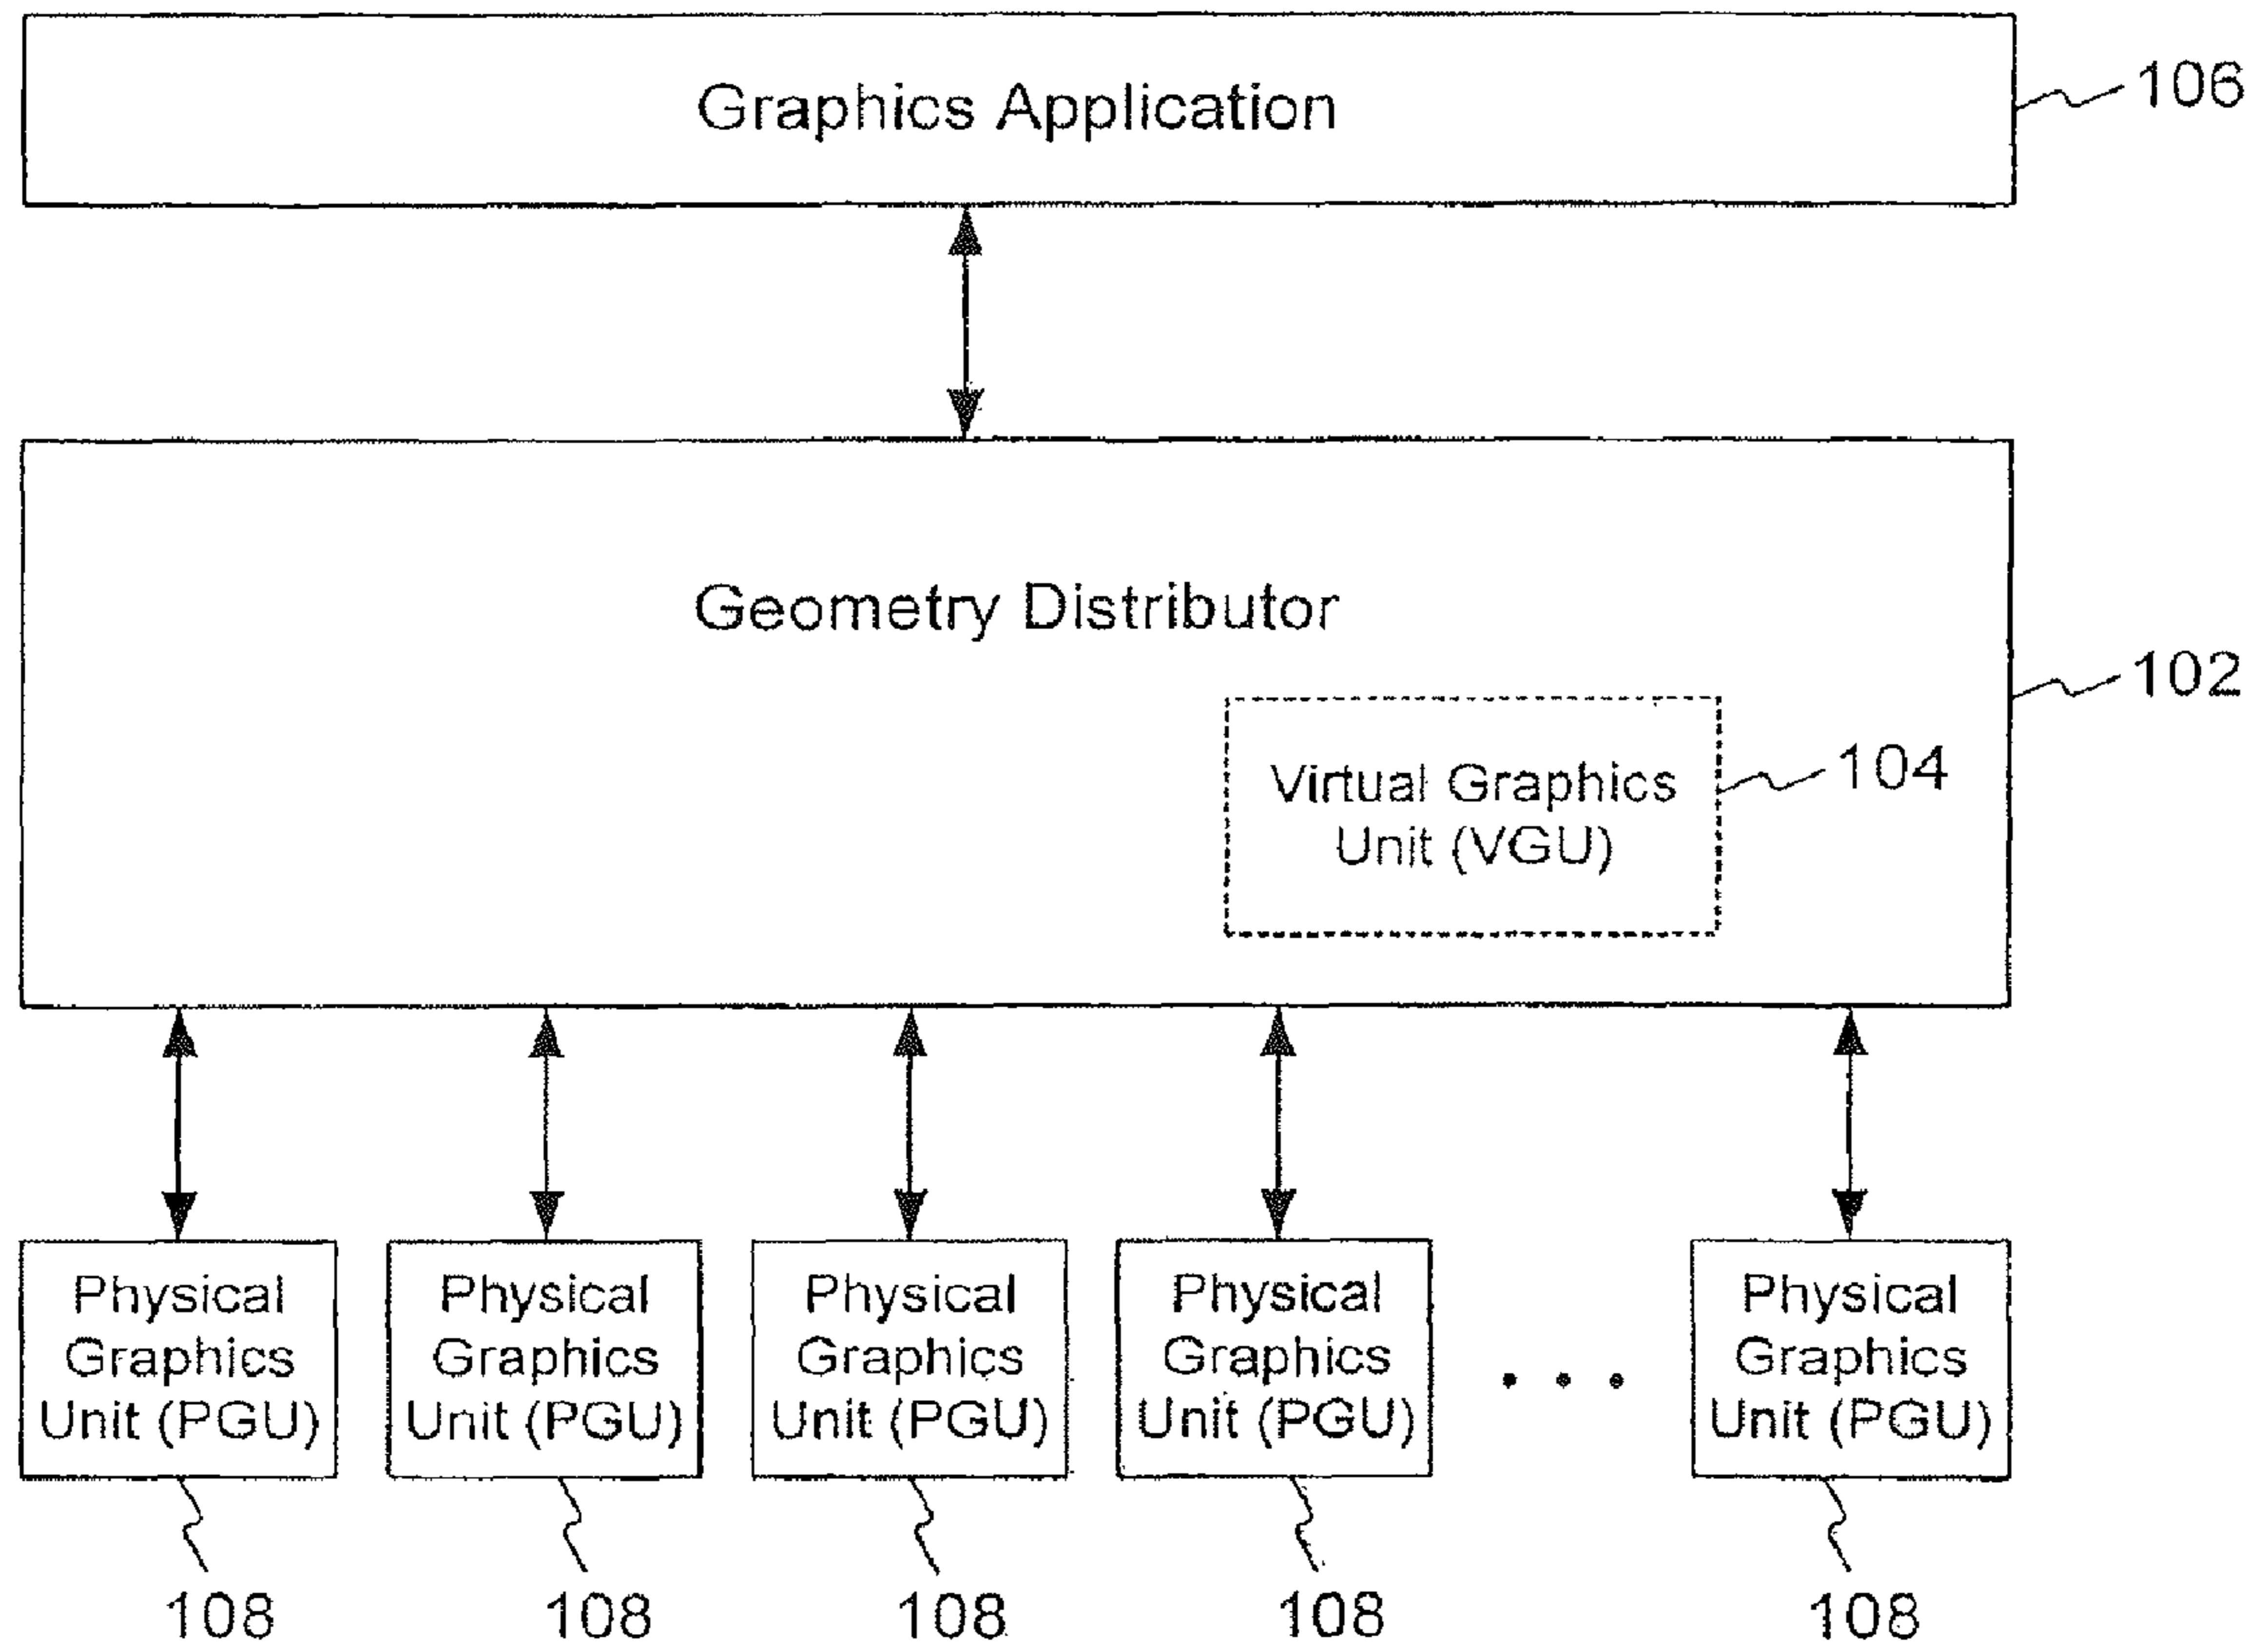 Graphics Application
106
Geometry Distributor
102
Virtual Graphics
Unit (VGU)
104
Physical
Graphics
Unit (PGU)
Physical
Graphics
Unit (PGU)
Physical
Graphics
Unit (PGU)
Physical
Graphics
Unit (PGU)
Physical
Graphics
Unit (PGU)
108
108
108
108
108